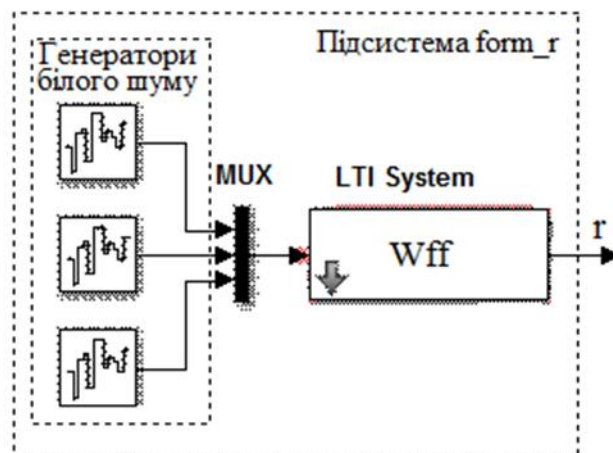 Генератори
білого шуму
Підсистема form_r
MUX
LTI System
Wff
r